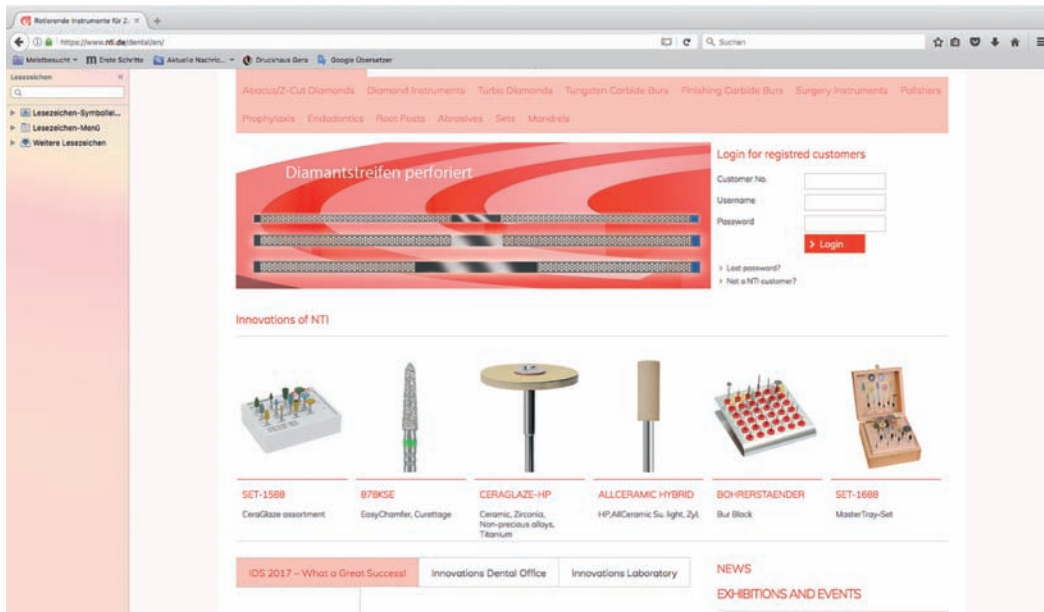 Rotierende Instrumente für Z.
https://www.nti.de/dental/en/
Suchen
Meistbesucht
Erste Schritte
Aktuelle Nachric...
Druckhaus Gera
Google Übersetzer
Lesezeichen
Lesezeichen-Symbollei...
Lesezeichen-Menü
Weitere Lesezeichen
Abacus/Z-Cut Diamonds Diamond Instruments Turbo Diamonds Tungsten Carbide Burs Finishing Carbide Burs Surgery Instruments Polishers
Prophylaxis Endodontics Root Posts Abrasives Sets Mandrels
Diamantstreifen perforiert
Login for registred customers
Customer No.
Username
Password
> Login
> Lost password?
> Not a NTI-customer?
Innovations of NTI
SET-1588
CeraGlaze assortment
878KSE
EasyChamfer, Curettage
CERAGLAZE-HP
Ceramic, Zirconia,
Non-precious alloys,
Titanium
ALLCERAMIC HYBRID
HP,AllCeramic Su. light, Zyl.
BOHRERSTAENDER
Bur Block
SET-1688
MasterTray-Set
IDS 2017 – What a Great Success!
Innovations Dental Office
Innovations Laboratory
NEWS
EXHIBITIONS AND EVENTS